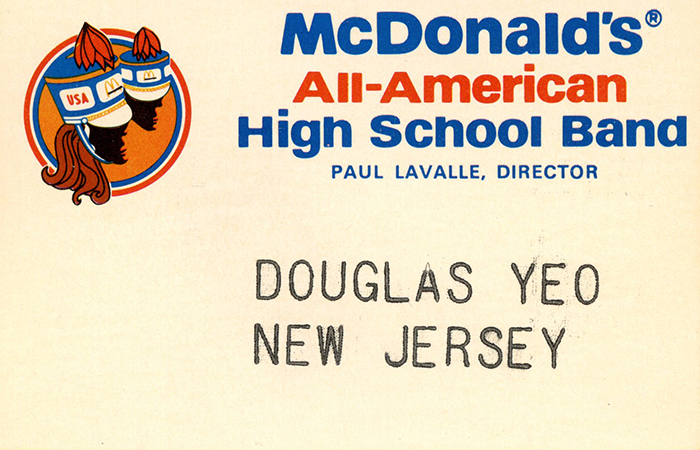 McDonald's®
All-American
High School Band
PAUL LAVALLE, DIRECTOR
USA
DOUGLAS YEO
NEW JERSEY